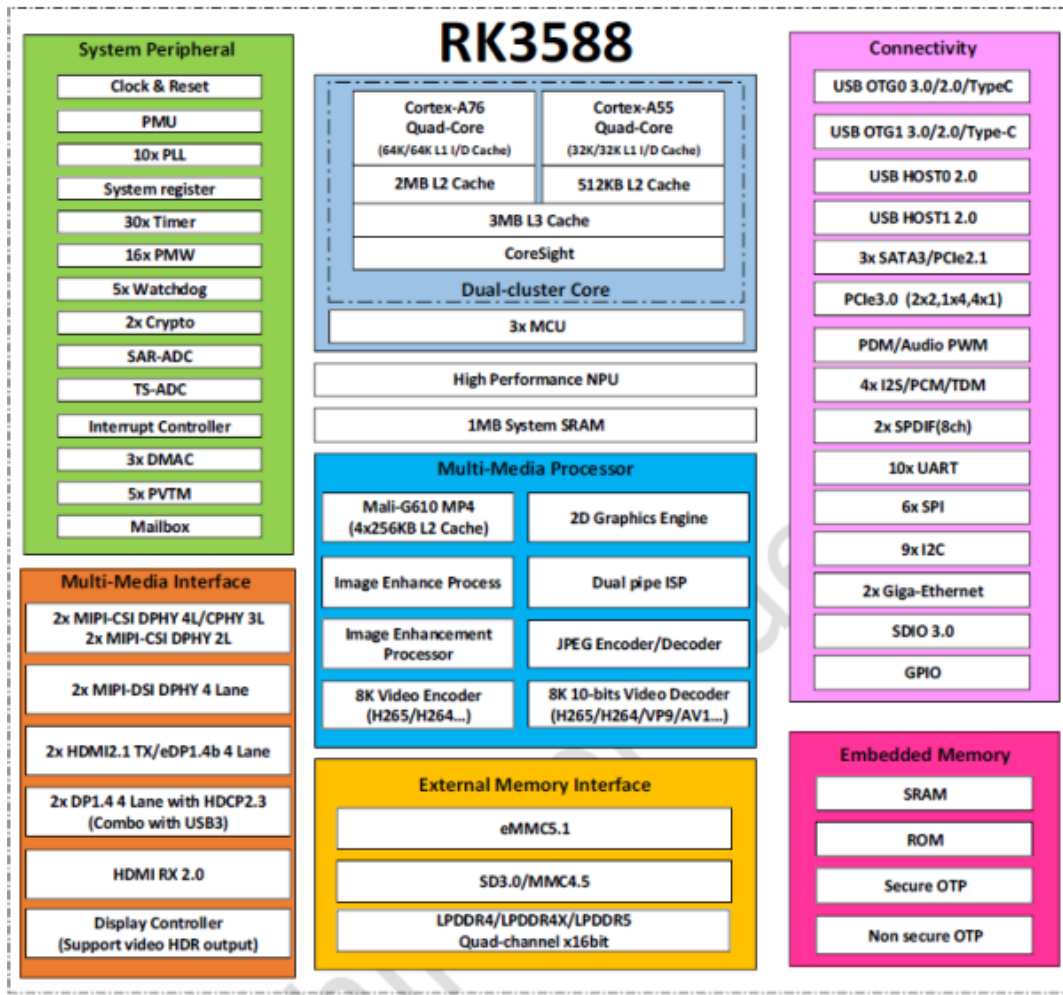 RK3588
System Peripheral
Clock & Reset
PMU
10x PLL
System register
30x Timer
16x PMW
5x Watchdog
2x Crypto
SAR-ADC
TS-ADC
Interrupt Controller
3x DMAC
5x PVTM
Mailbox
Multi-Media Interface
2x MIPI-CSI DPHY 4L/CPHY 3L
2x MIPI-CSI DPHY 2L
2x MIPI-DSI DPHY 4 Lane
2x HDMI2.1 TX/eDP1.4b 4 Lane
2x DP1.4 4 Lane with HDCP2.3
(Combo with USB3)
HDMI RX 2.0
Display Controller
(Support video HDR output)
Cortex-A76
Quad-Core
(64K/64K L1 I/D Cache)
2MB L2 Cache
Cortex-A55
Quad-Core
(32K/32K L1 I/D Cache)
512KB L2 Cache
3MB L3 Cache
CoreSight
Dual-cluster Core
3x MCU
High Performance NPU
1MB System SRAM
Multi-Media Processor
Mali-G610 MP4
(4x256KB L2 Cache)
2D Graphics Engine
Image Enhance Process
Dual pipe ISP
Image Enhancement
Processor
JPEG Encoder/Decoder
8K Video Encoder
(H265/H264...)
8K 10-bits Video Decoder
(H265/H264/VP9/AV1...)
External Memory Interface
eMMC5.1
SD3.0/MMC4.5
LPDDR4/LPDDR4X/LPDDR5
Quad-channel x16bit
Connectivity
USB OTG0 3.0/2.0/TypeC
USB OTG1 3.0/2.0/Type-C
USB HOST0 2.0
USB HOST1 2.0
3x SATA3/PCIe2.1
PCIe3.0 (2x2,1x4,4x1)
PDM/Audio PWM
4x I2S/PCM/TDM
2x SPDIF(8ch)
10x UART
6x SPI
9x I2C
2x Giga-Ethernet
SDIO 3.0
GPIO
Embedded Memory
SRAM
ROM
Secure OTP
Non secure OTP